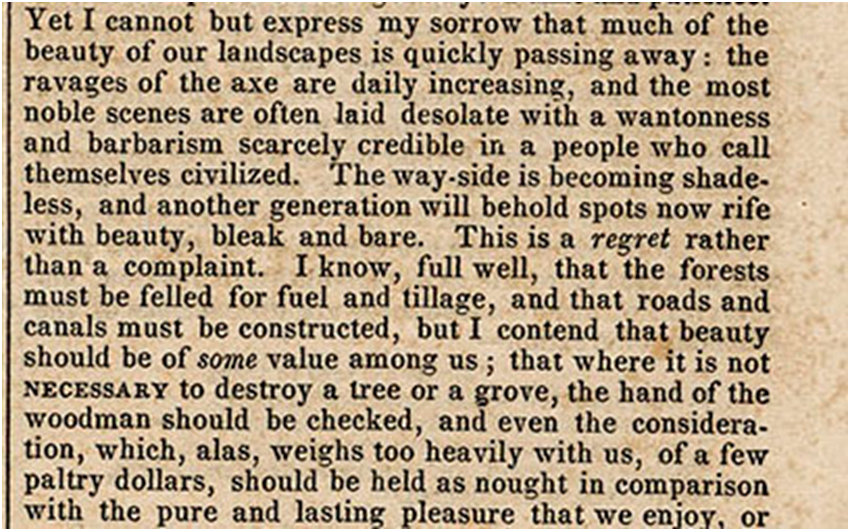 Yet I cannot but express my sorrow that much of the
beauty of our landscapes is quickly passing away : the
ravages of the axe are daily increasing, and the most
noble scenes are often laid desolate with a wantonness
and barbarism scarcely credible in a people who call
themselves civilized. The way-side is becoming shade-
less, and another generation will behold spots now rife
with beauty, bleak and bare. This is a regret rather
than a complaint. I know, full well, that the forests
must be felled for fuel and tillage, and that roads and
canals must be constructed, but I contend that beauty
should be of some value among us ; that where it is not
NECESSARY to destroy a tree or a grove, the hand of the
woodman should be checked, and even the considera-
tion, which, alas, weighs too heavily with us, of a few
paltry dollars, should be held as nought in comparison
with the pure and lasting pleasure that we enjoy, or